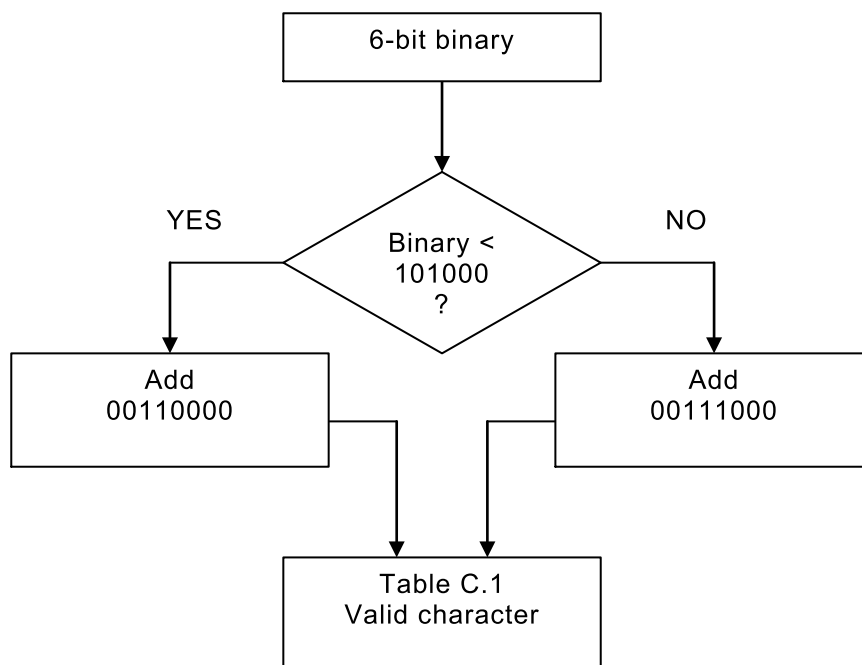 6-bit binary
YES
NO
Binary <
101000
?
Add
00110000
Add
00111000
Table C.1
Valid character